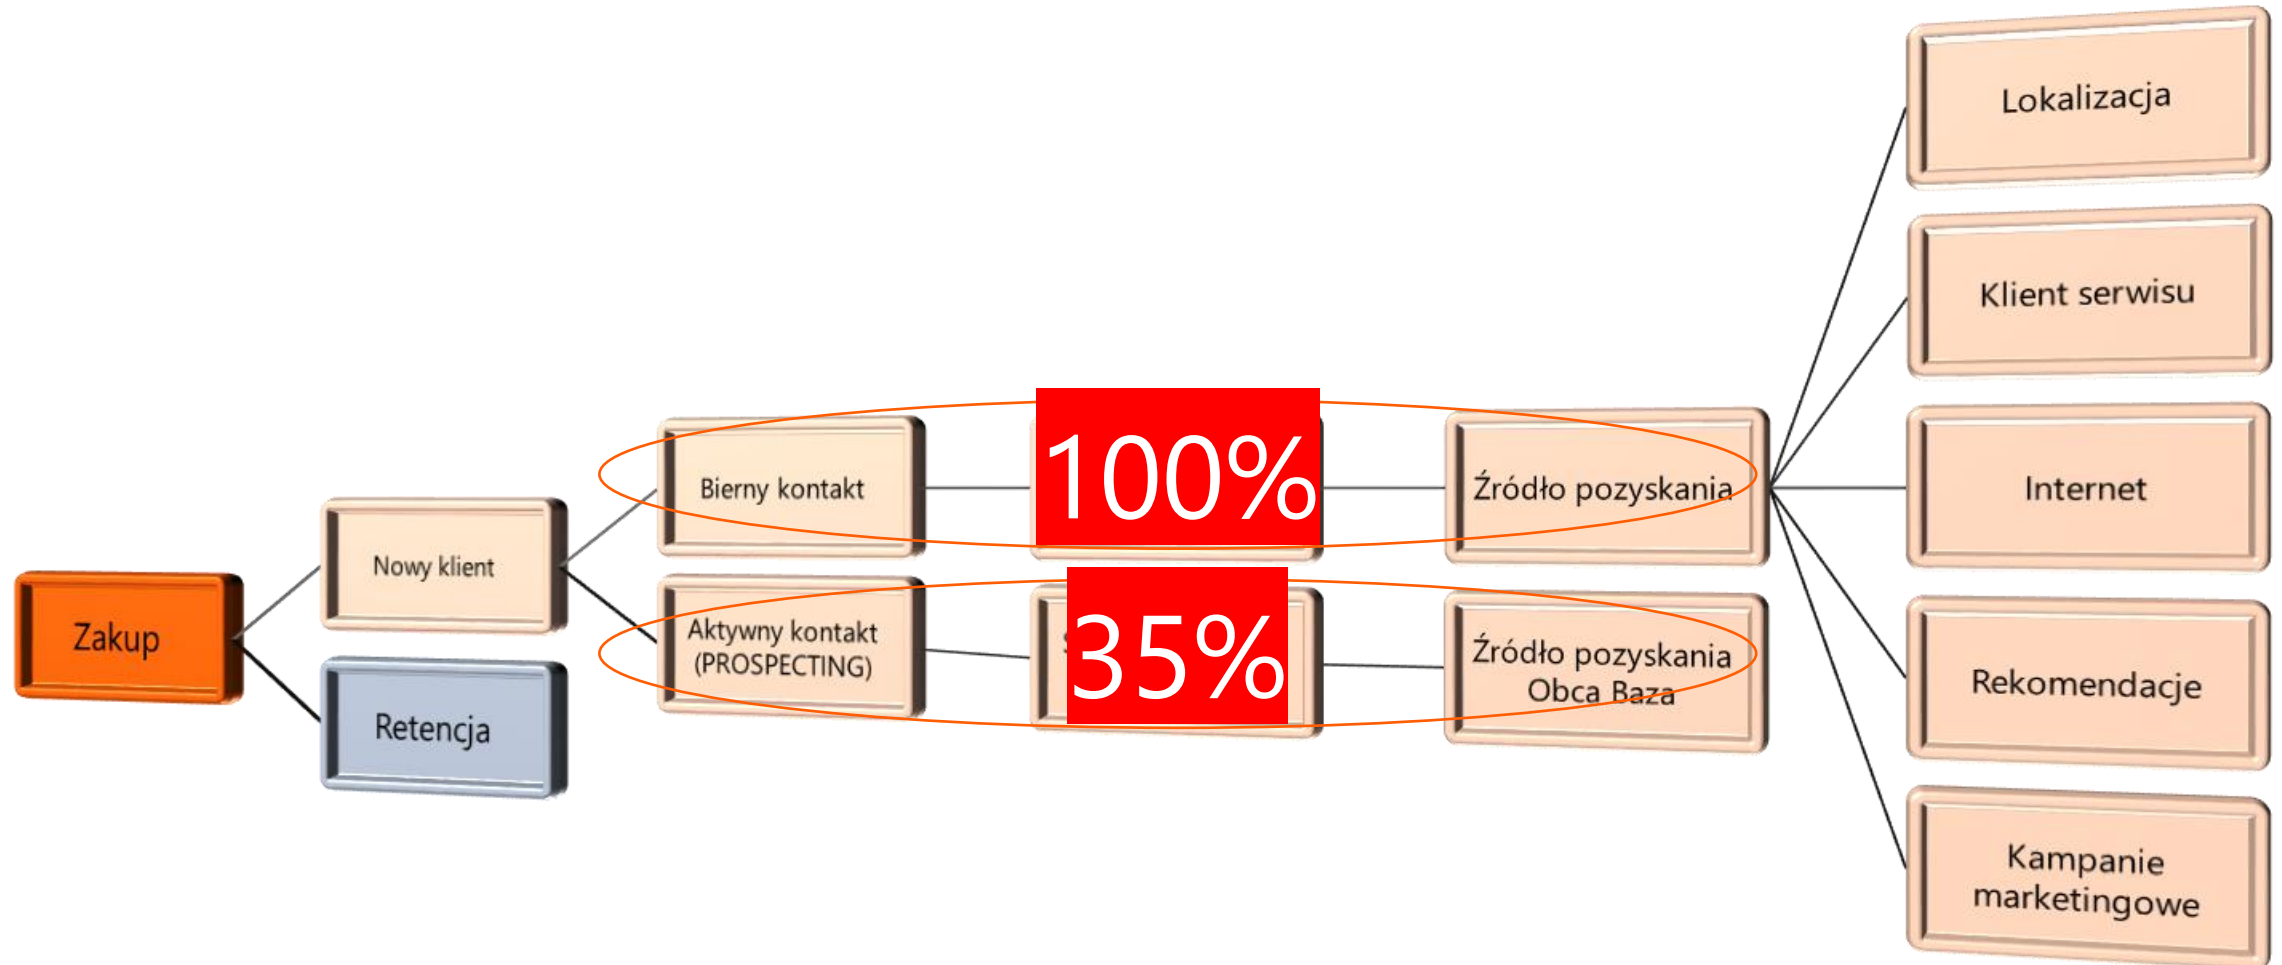 Zakup
Nowy klient
Retencja
Bierny kontakt
Aktywny kontakt
(PROSPECTING)
100%
35%
Źródło pozyskania
Źródło pozyskania
Obca Baza
Lokalizacja
Klient serwisu
Internet
Rekomendacje
Kampanie
marketingowe